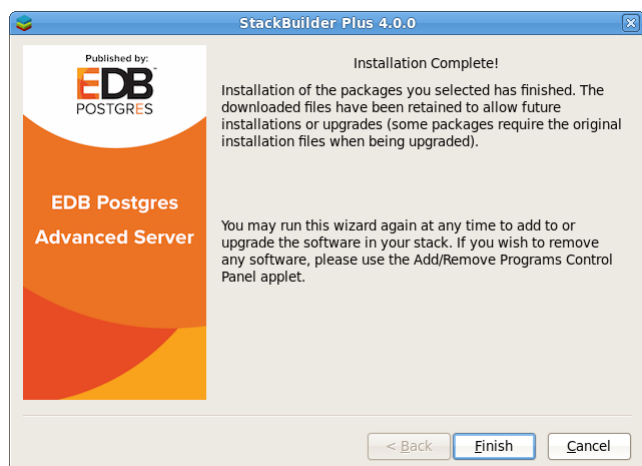 StackBuilder Plus 4.0.0
Published by:
EDB™
POSTGRES
EDB Postgres
Advanced Server
Installation Complete!
Installation of the packages you selected has finished. The
downloaded files have been retained to allow future
installations or upgrades (some packages require the original
installation files when being upgraded).
You may run this wizard again at any time to add to or
upgrade the software in your stack. If you wish to remove
any software, please use the Add/Remove Programs Control
Panel applet.
< Back
Finish
Cancel